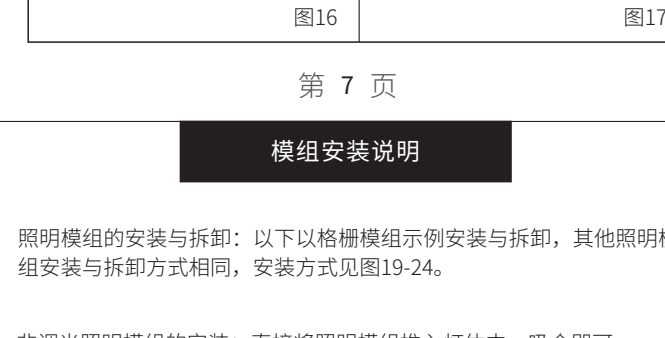 图16 图17
第 7 页
模组安装说明
照明模组的安装与拆卸：以下以格栅模组示例安装与拆卸，其他照明模
组安装与拆卸方式相同，安装方式见图19-24。